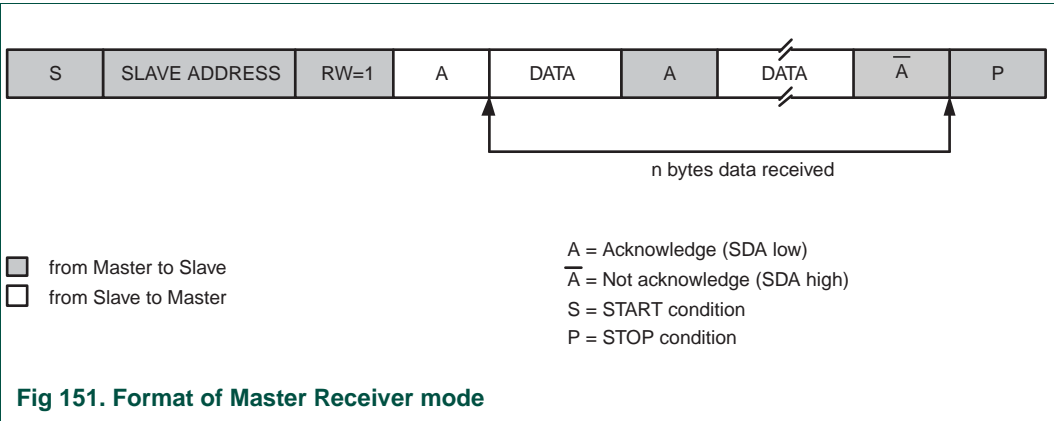 S SLAVE ADDRESS RW=1 A DATA A DATA A̅ P
n bytes data received
from Master to Slave
from Slave to Master
A = Acknowledge (SDA low)
A̅ = Not acknowledge (SDA high)
S = START condition
P = STOP condition
Fig 151. Format of Master Receiver mode